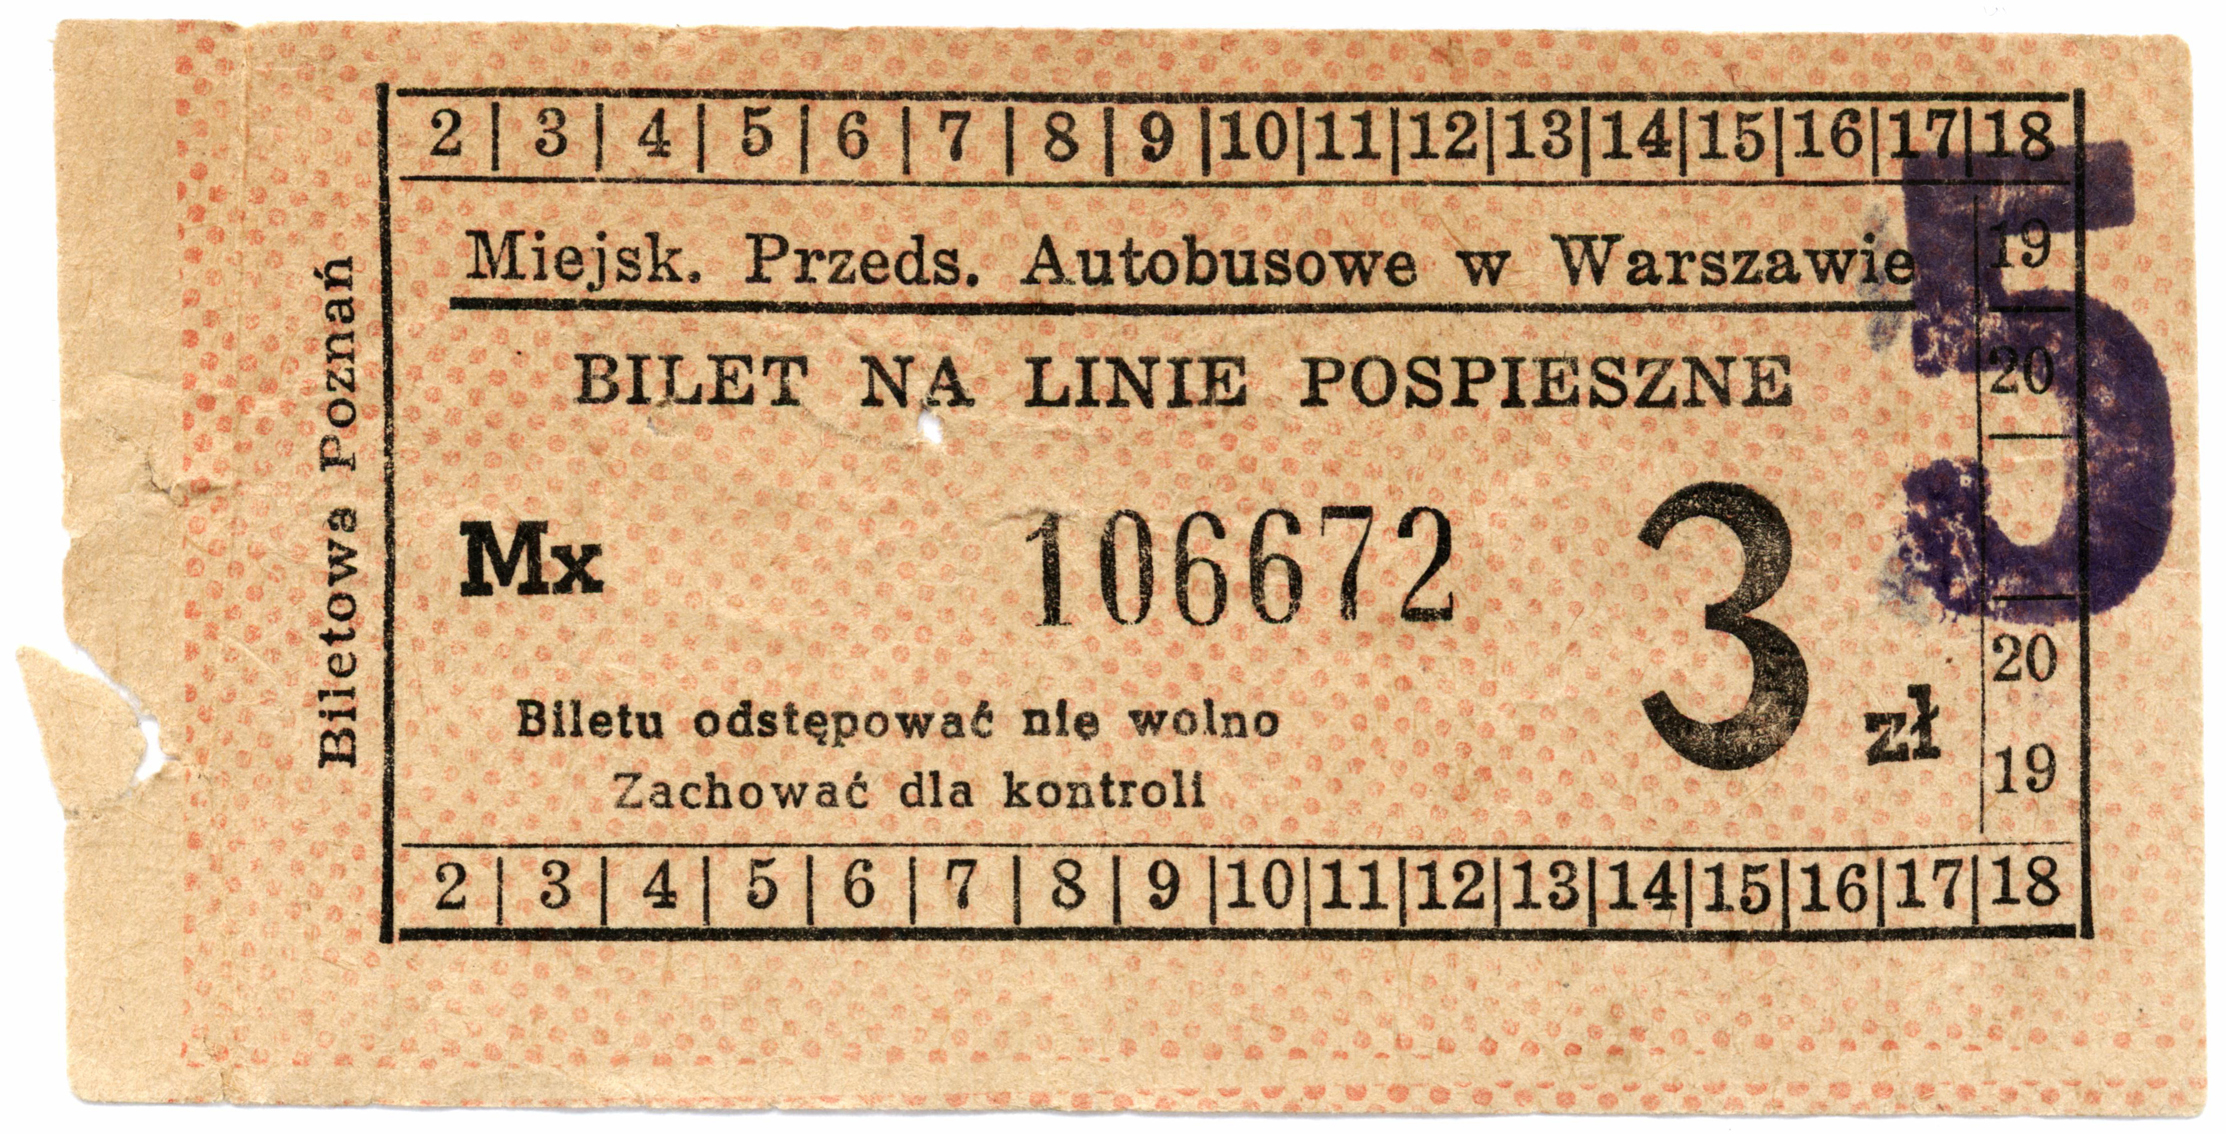 2 | 3 | 4 | 5 | 6 | 7 | 8 | 9 |10|11|12|13|14|15|16|17|18
Miejsk. Przeds. Autobusowe w Warszawie
19
BILET NA LINIE POSPIESZNE
20
5
Mx 106672 3 zł
20
Biletu odstępować nie wolno
19
Zachować dla kontroli
2 | 3 | 4 | 5 | 6 | 7 | 8 | 9 |10|11|12|13|14|15|16|17|18
Biletowa Poznań